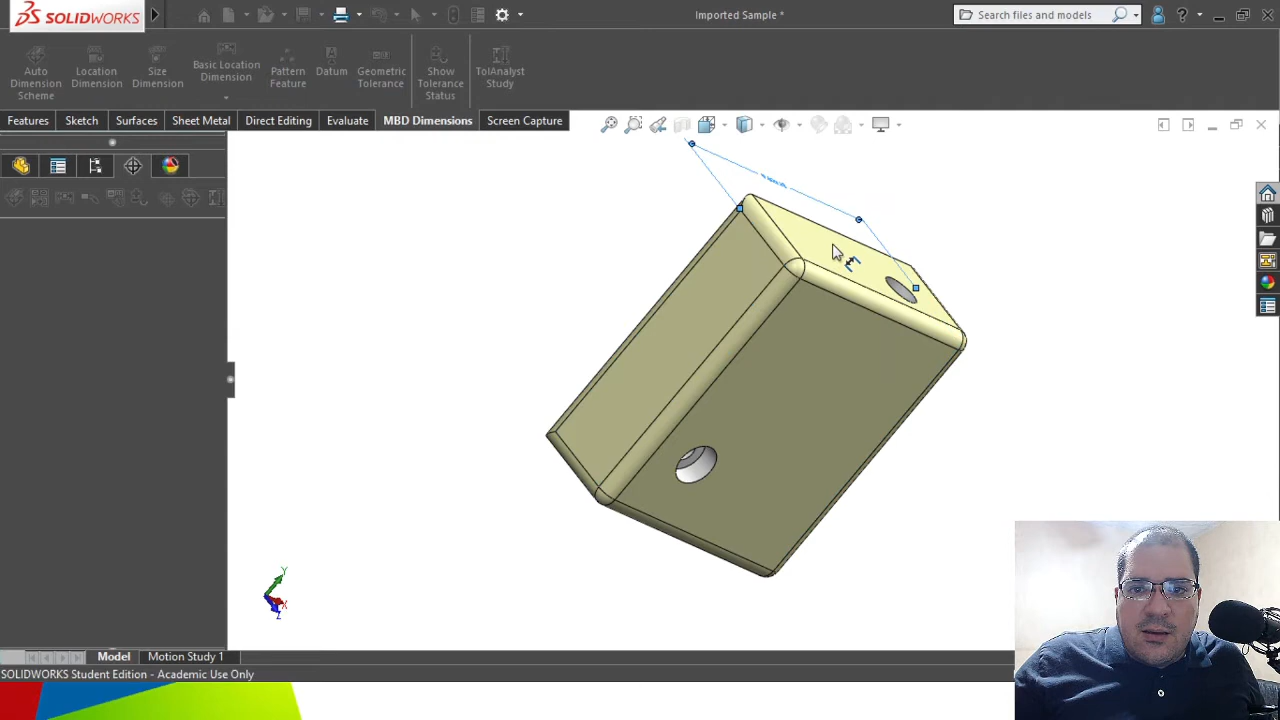 SOLIDWORKS
Imported Sample *
Search files and models
Auto Dimension Scheme
Location Dimension
Size Dimension
Basic Location Dimension
Pattern Feature
Datum
Geometric Tolerance
Show Tolerance Status
TolAnalyst Study
Features
Sketch
Surfaces
Sheet Metal
Direct Editing
Evaluate
MBD Dimensions
Screen Capture
Y
X
Z
Model
Motion Study 1
SOLIDWORKS Student Edition - Academic Use Only